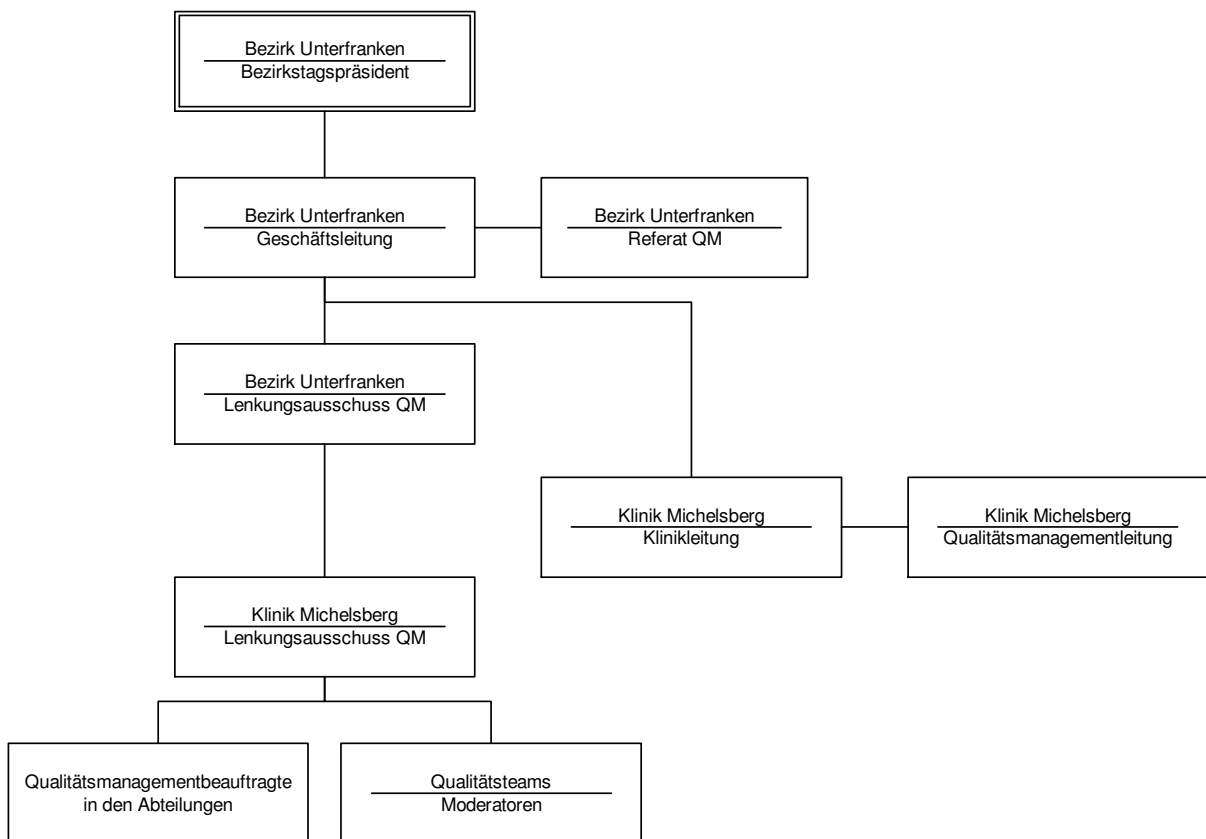 Bezirk Unterfranken
Bezirkstagspräsident
Bezirk Unterfranken
Geschäftsleitung
Bezirk Unterfranken
Referat QM
Bezirk Unterfranken
Lenkungsausschuss QM
Klinik Michelsberg
Klinikleitung
Klinik Michelsberg
Qualitätsmanagementleitung
Klinik Michelsberg
Lenkungsausschuss QM
Qualitätsmanagementbeauftragte
in den Abteilungen
Qualitätsteams
Moderatoren